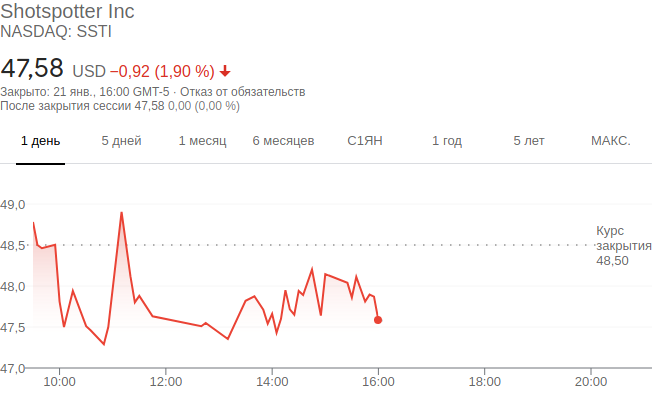 Shotspotter Inc
NASDAQ: SSTI
47,58 USD −0,92 (1,90 %)
Закрыто: 21 янв., 16:00 GMT-5 · Отказ от обязательств
После закрытия сессии 47,58 0,00 (0,00 %)
1 день 5 дней 1 месяц 6 месяцев С1ЯН 1 год 5 лет МАКС.
49,0
Курс
48,5 закрытия
48,50
48,0
47,5
47,0
10:00 12:00 14:00 16:00 18:00 20:00